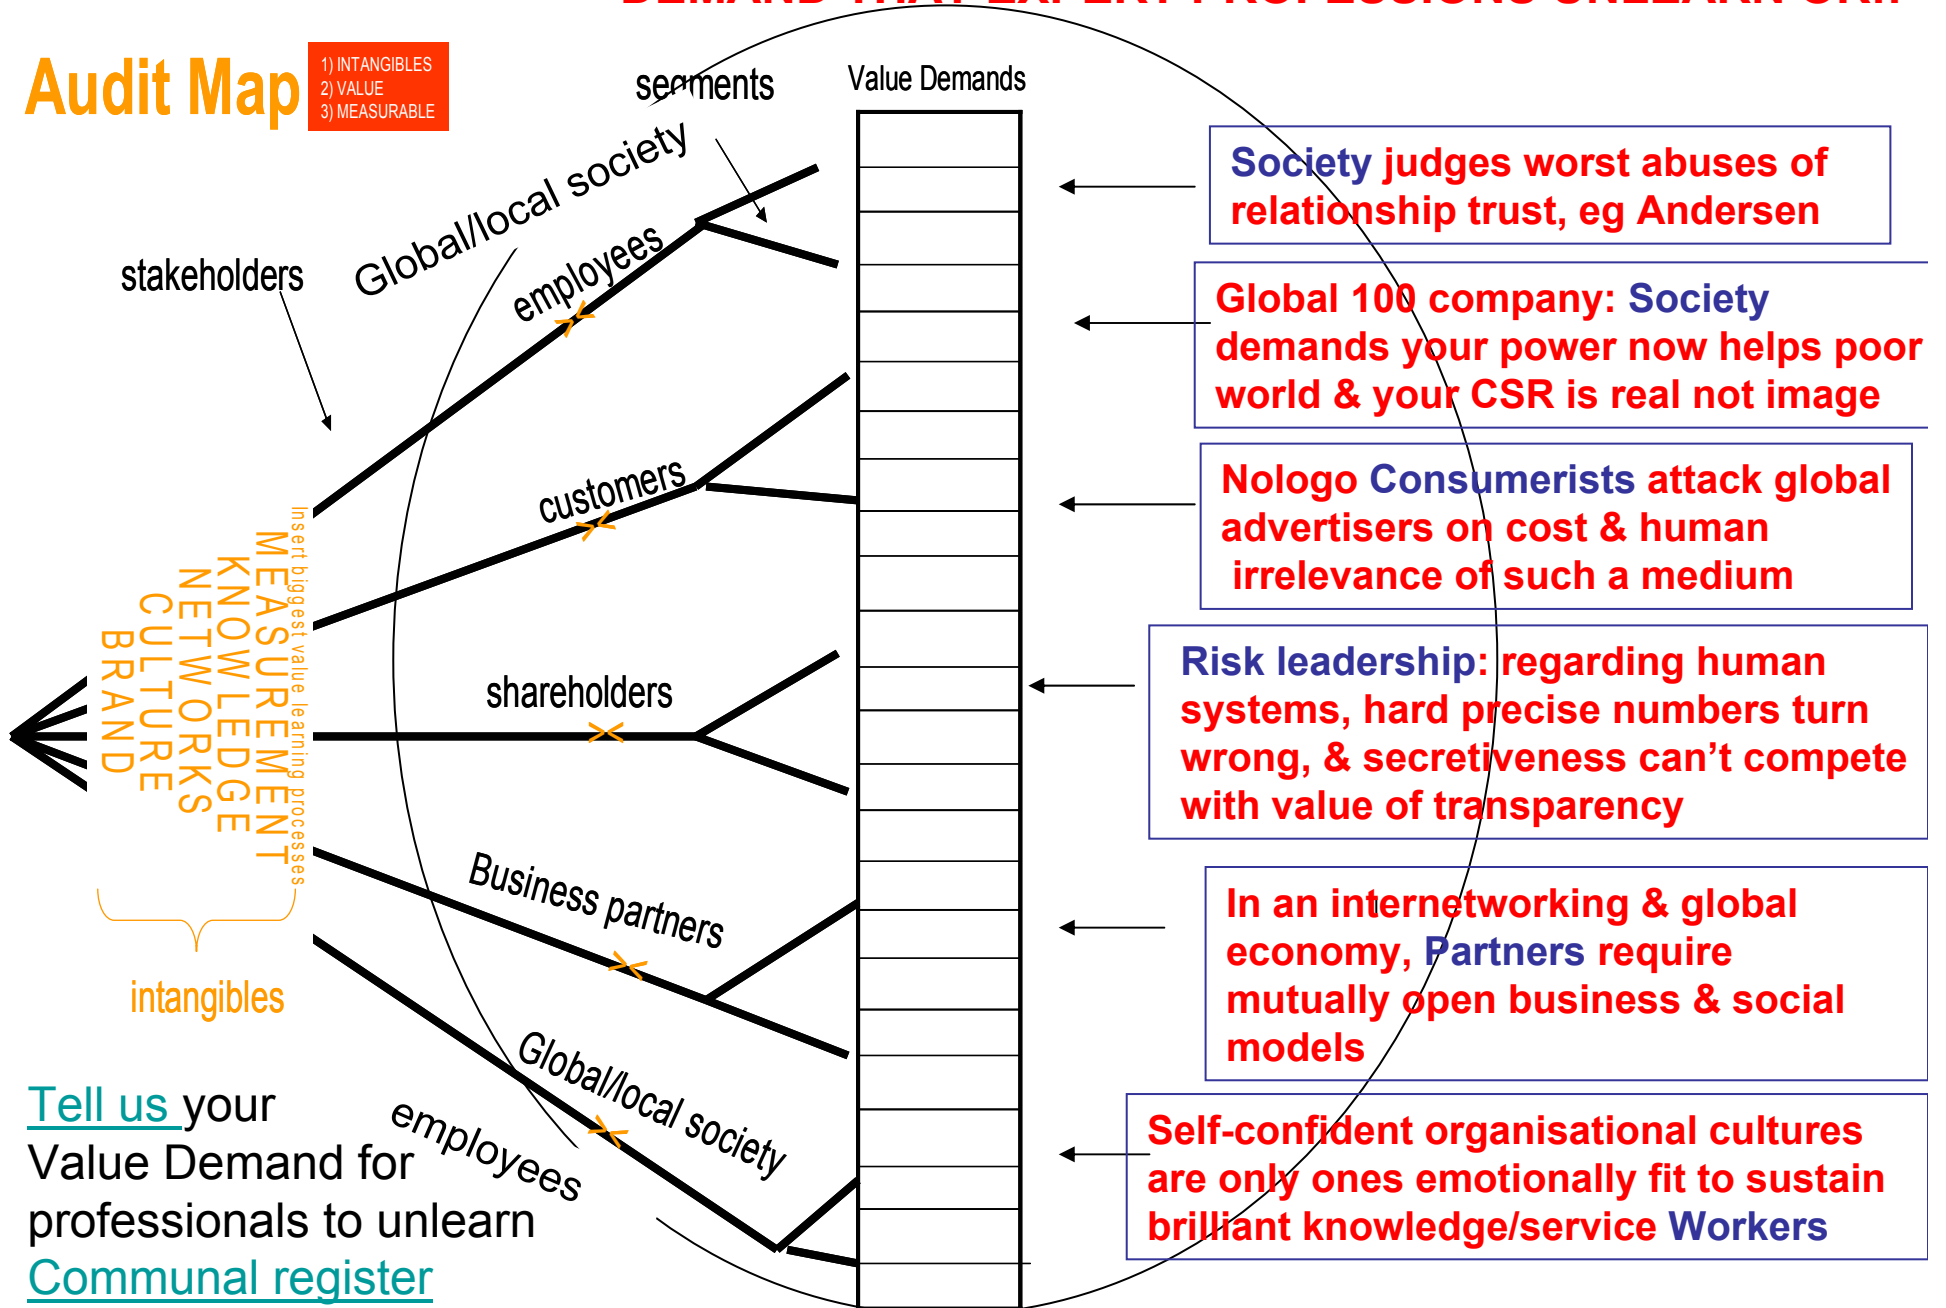 DEMAND THAT EXPERT PROFESSIONS UNLEARN OR..
Audit Map
1) INTANGIBLES
2) VALUE
3) MEASURABLE
segments
Value Demands
Global/local society
stakeholders
employees
customers
shareholders
Business partners
Global/local society
employees
BRAND
CULTURE
NETWORKS
KNOWLEDGE
MEASUREMENT
Insert biggest value learning processes
intangibles
Society judges worst abuses of
relationship trust, eg Andersen
Global 100 company: Society
demands your power now helps poor
world & your CSR is real not image
Nologo Consumerists attack global
advertisers on cost & human
irrelevance of such a medium
Risk leadership: regarding human
systems, hard precise numbers turn
wrong, & secretiveness can't compete
with value of transparency
In an internetworking & global
economy, Partners require
mutually open business & social
models
Self-confident organisational cultures
are only ones emotionally fit to sustain
brilliant knowledge/service Workers
Tell us your
Value Demand for
professionals to unlearn
Communal register